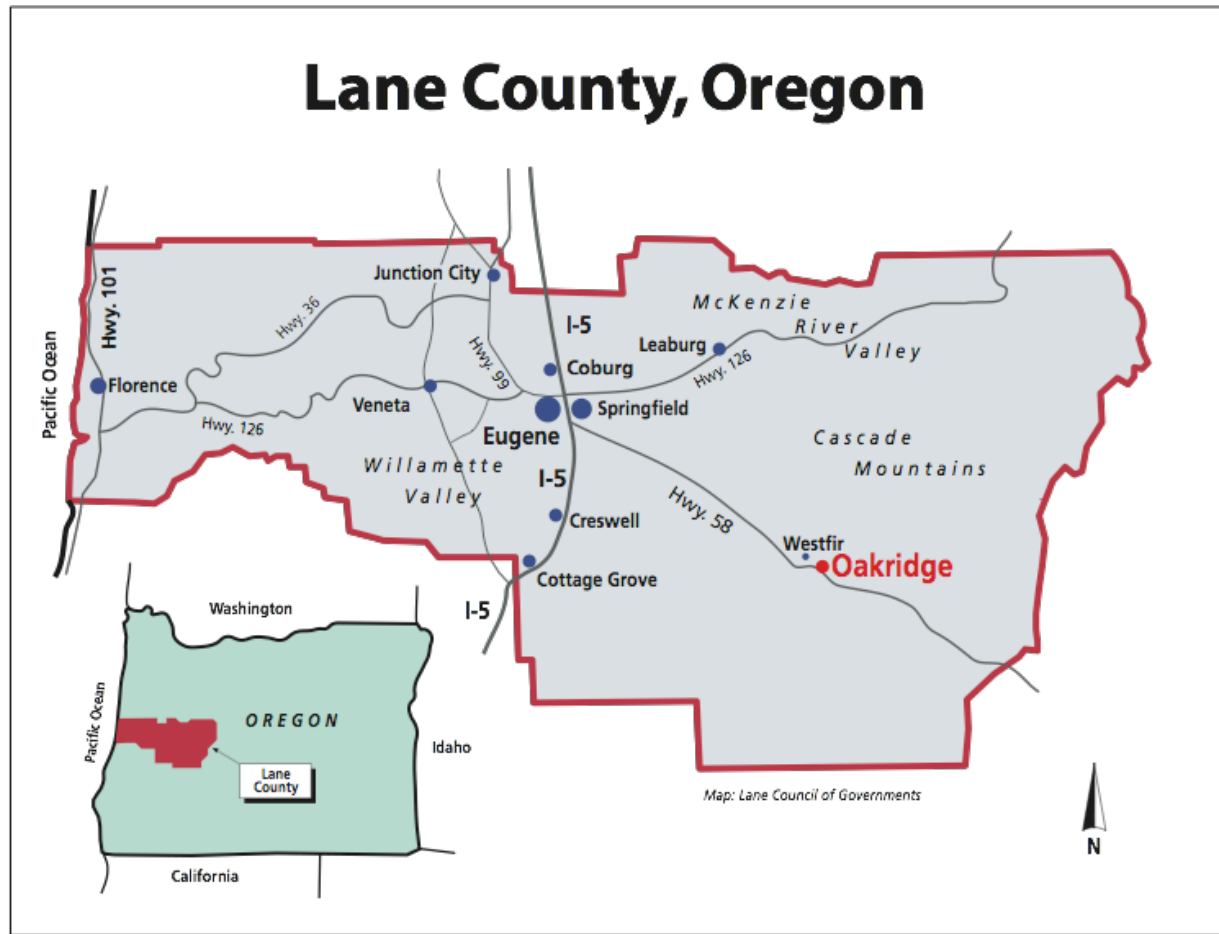 Lane County, Oregon
Hwy. 101
Pacific Ocean
Florence
Hwy. 36
Hwy. 126
Junction City
Veneta
Hwy. 99
I-5
Coburg
Eugene
Springfield
Leaburg
Hwy. 126
McKenzie
River
Valley
Cascade
Mountains
Willamette
Valley
I-5
Creswell
Cottage Grove
I-5
Hwy. 58
Westfir
Oakridge
Washington
Pacific Ocean
OREGON
Idaho
Lane
County
California
Map: Lane Council of Governments
N